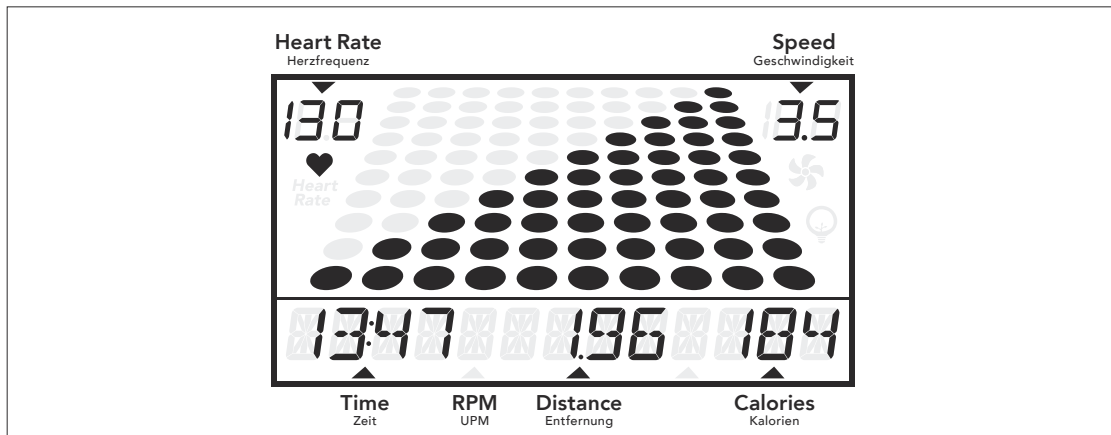 Heart Rate
Herzfrequenz
Speed
Geschwindigkeit
130
3.5
Heart
Rate
13:47
1.96
184
Time
Zeit
RPM
UPM
Distance
Entfernung
Calories
Kalorien